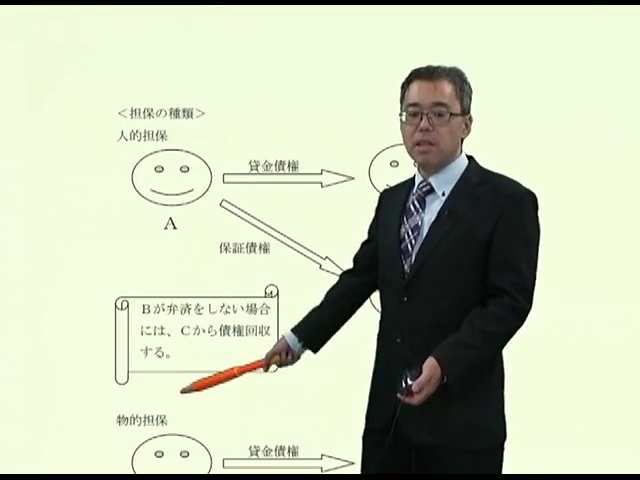 ＜担保の種類＞
人的担保
貸金債権
A
保証債権
Ｂが弁済をしない場合
には、Ｃから債権回収
する。
物的担保
貸金債権